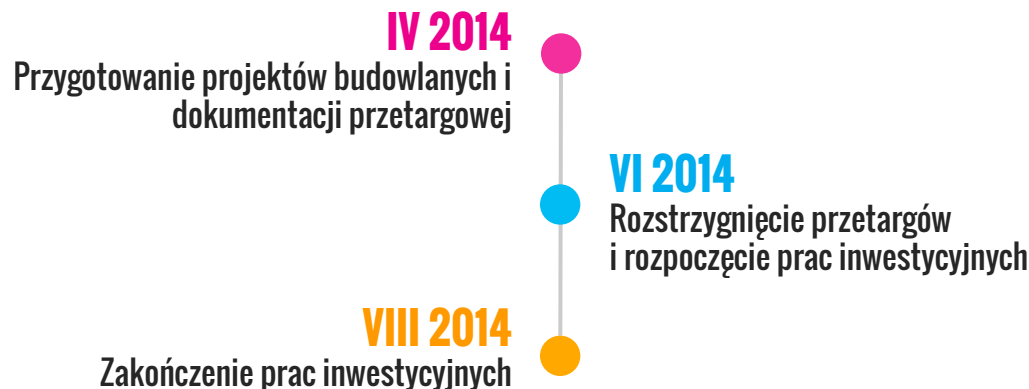 IV 2014
Przygotowanie projektów budowlanych i
dokumentacji przetargowej
VI 2014
Rozstrzygnięcie przetargów
i rozpoczęcie prac inwestycyjnych
VIII 2014
Zakończenie prac inwestycyjnych